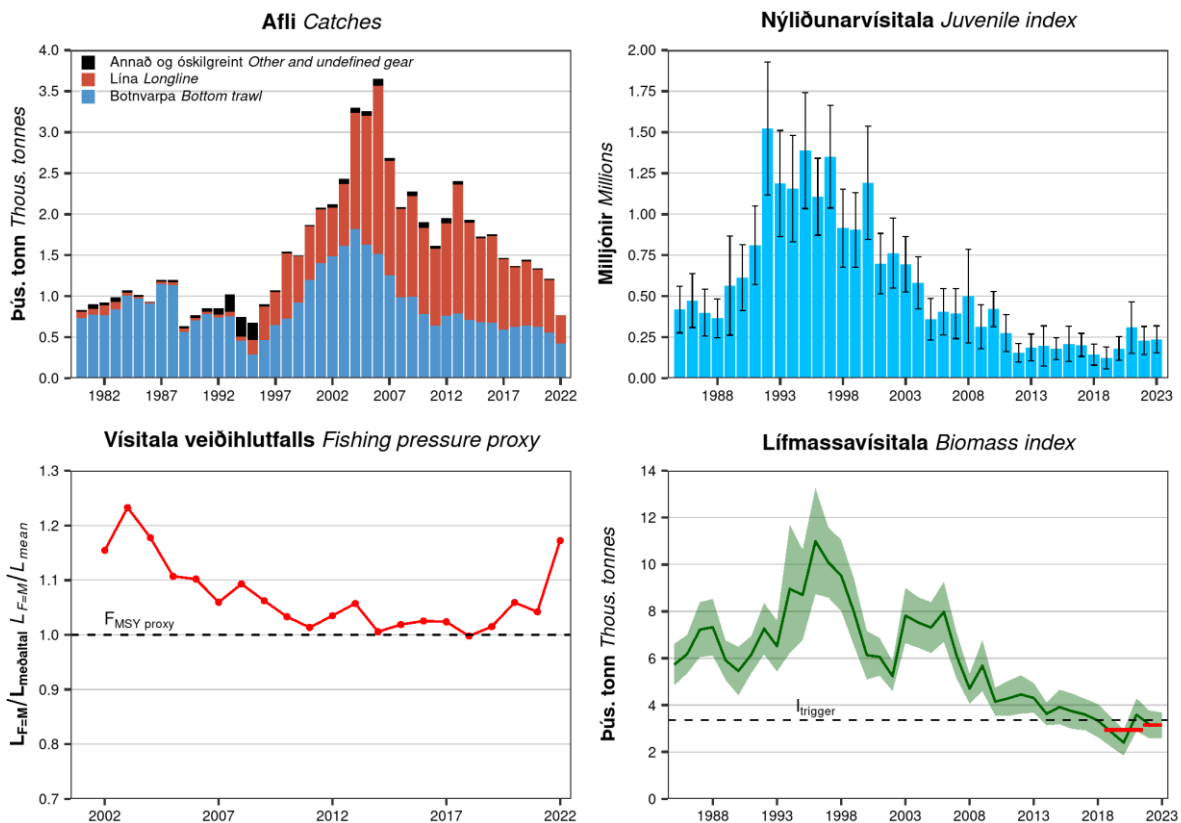 Afli Catches
Þús. tonn Thous. tonnes
4.0
3.5
3.0
2.5
2.0
1.5
1.0
0.5
0.0
Annað og óskilgreint Other and undefined gear
Lína Longline
Botnvarpa Bottom trawl
1982 1987 1992 1997 2002 2007 2012 2017 2022
Nýliðunarvísitala Juvenile index
Milljónir Millions
2.00
1.75
1.50
1.25
1.00
0.75
0.50
0.25
0.00
1988 1993 1998 2003 2008 2013 2018 2023
Vísitala veiðihlutfalls Fishing pressure proxy
L_F=M/L_meðaltal L_F=M/L_mean
1.3
1.2
1.1
1.0
0.9
0.8
0.7
F_MSY proxy
2002 2007 2012 2017 2022
Lífmassavísitala Biomass index
Þús. tonn Thous. tonnes
14
12
10
8
6
4
2
0
I_trigger
1988 1993 1998 2003 2008 2013 2018 2023